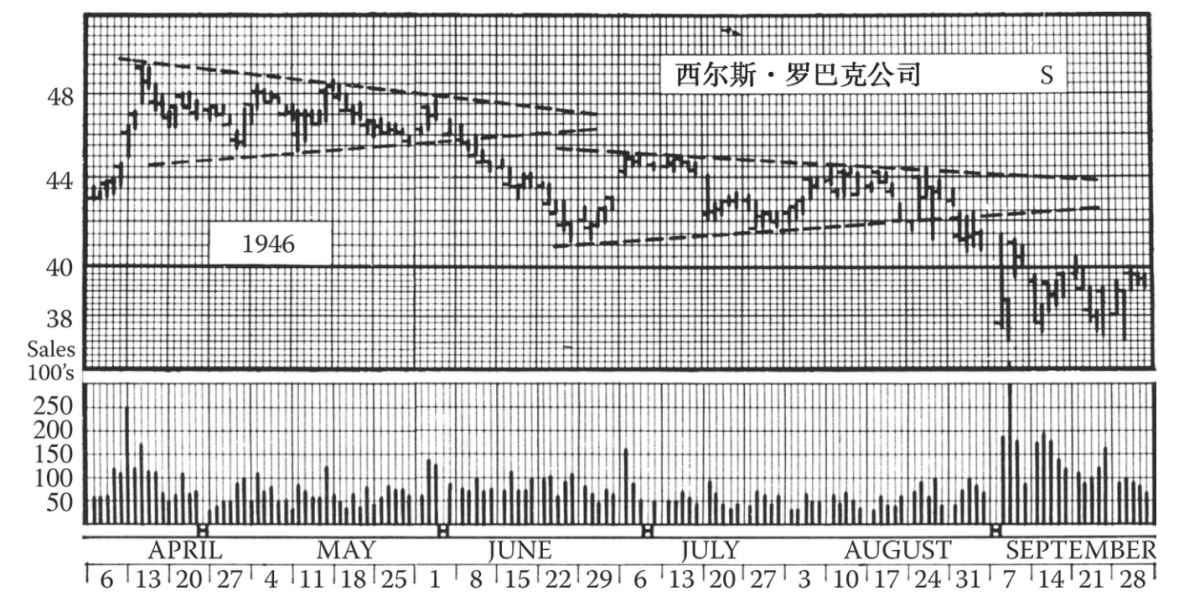 西尔斯·罗巴克公司 S
48
44
1946
40
38
Sales
100's
250
200
150
100
50
APRIL MAY JUNE JULY AUGUST SEPTEMBER
6 13 20 27 4 11 18 25 1 8 15 22 29 6 13 20 27 3 10 17 24 31 7 14 21 28